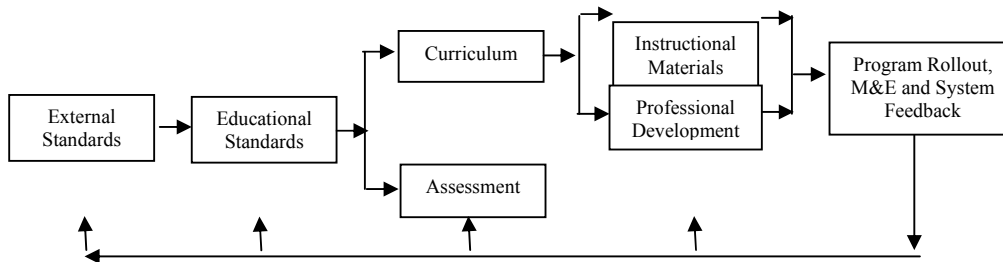 External
Standards
Educational
Standards
Curriculum
Assessment
Instructional
Materials
Professional
Development
Program Rollout,
M&E and System
Feedback